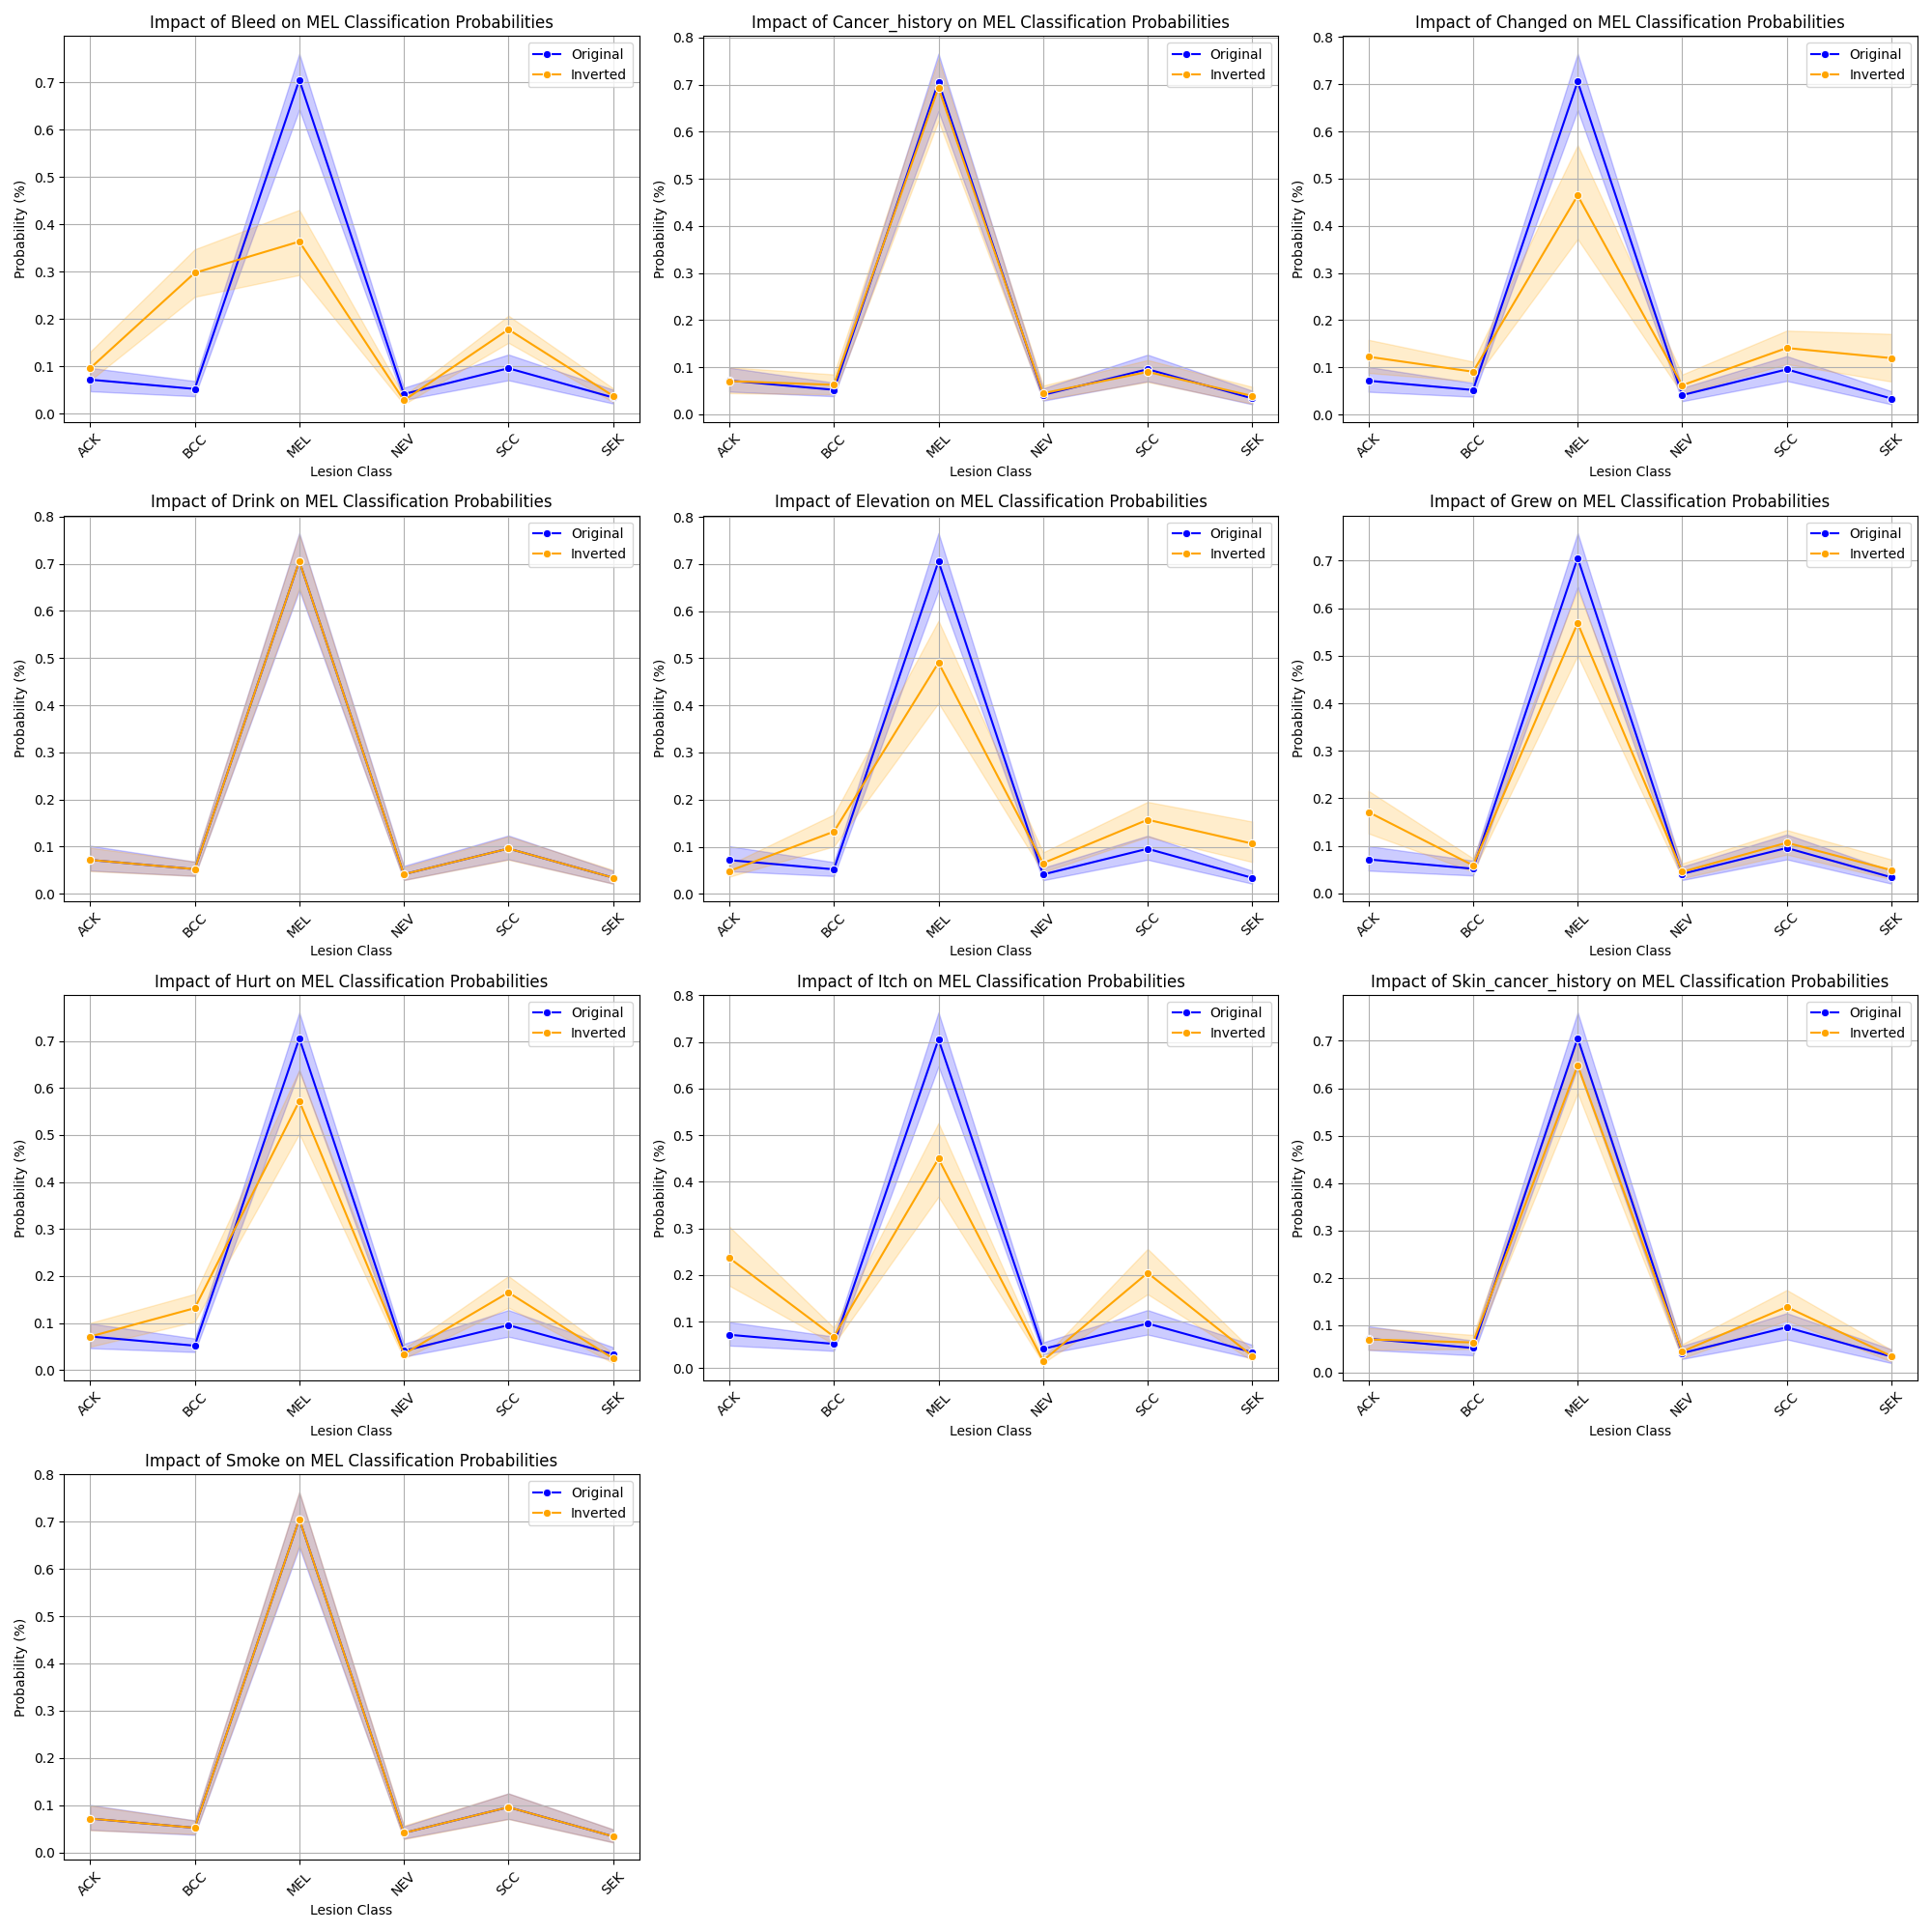 Impact of Bleed on MEL Classification Probabilities
Original
Inverted
0.7
0.6
0.5
0.4
0.3
0.2
0.1
0.0
Probability (%)
ACK
BCC
MEL
NEV
SCC
SEK
Lesion Class
Impact of Cancer_history on MEL Classification Probabilities
Original
Inverted
0.8
0.7
0.6
0.5
0.4
0.3
0.2
0.1
0.0
Probability (%)
ACK
BCC
MEL
NEV
SCC
SEK
Lesion Class
Impact of Changed on MEL Classification Probabilities
Original
Inverted
0.8
0.7
0.6
0.5
0.4
0.3
0.2
0.1
0.0
Probability (%)
ACK
BCC
MEL
NEV
SCC
SEK
Lesion Class
Impact of Drink on MEL Classification Probabilities
Original
Inverted
0.8
0.7
0.6
0.5
0.4
0.3
0.2
0.1
0.0
Probability (%)
ACK
BCC
MEL
NEV
SCC
SEK
Lesion Class
Impact of Elevation on MEL Classification Probabilities
Original
Inverted
0.8
0.7
0.6
0.5
0.4
0.3
0.2
0.1
0.0
Probability (%)
ACK
BCC
MEL
NEV
SCC
SEK
Lesion Class
Impact of Grew on MEL Classification Probabilities
Original
Inverted
0.7
0.6
0.5
0.4
0.3
0.2
0.1
0.0
Probability (%)
ACK
BCC
MEL
NEV
SCC
SEK
Lesion Class
Impact of Hurt on MEL Classification Probabilities
Original
Inverted
0.7
0.6
0.5
0.4
0.3
0.2
0.1
0.0
Probability (%)
ACK
BCC
MEL
NEV
SCC
SEK
Lesion Class
Impact of Itch on MEL Classification Probabilities
Original
Inverted
0.8
0.7
0.6
0.5
0.4
0.3
0.2
0.1
0.0
Probability (%)
ACK
BCC
MEL
NEV
SCC
SEK
Lesion Class
Impact of Skin_cancer_history on MEL Classification Probabilities
Original
Inverted
0.7
0.6
0.5
0.4
0.3
0.2
0.1
0.0
Probability (%)
ACK
BCC
MEL
NEV
SCC
SEK
Lesion Class
Impact of Smoke on MEL Classification Probabilities
Original
Inverted
0.8
0.7
0.6
0.5
0.4
0.3
0.2
0.1
0.0
Probability (%)
ACK
BCC
MEL
NEV
SCC
SEK
Lesion Class